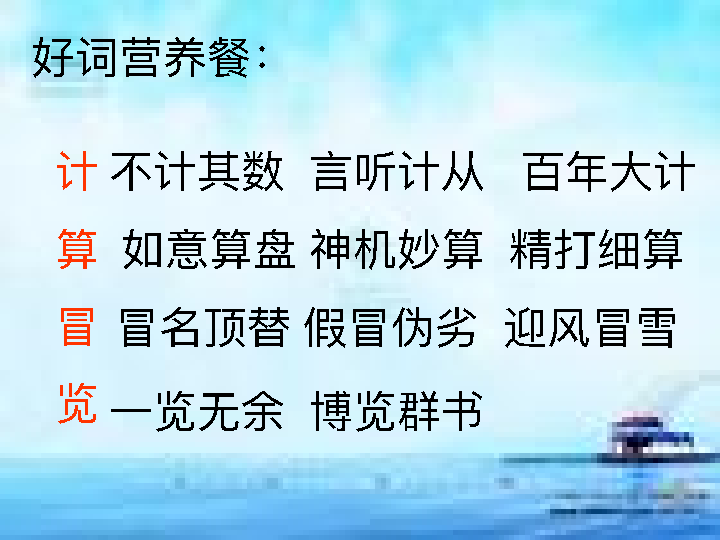 好词营养餐：
计 不计其数 言听计从 百年大计
算 如意算盘 神机妙算 精打细算
冒 冒名顶替 假冒伪劣 迎风冒雪
览 一览无余 博览群书